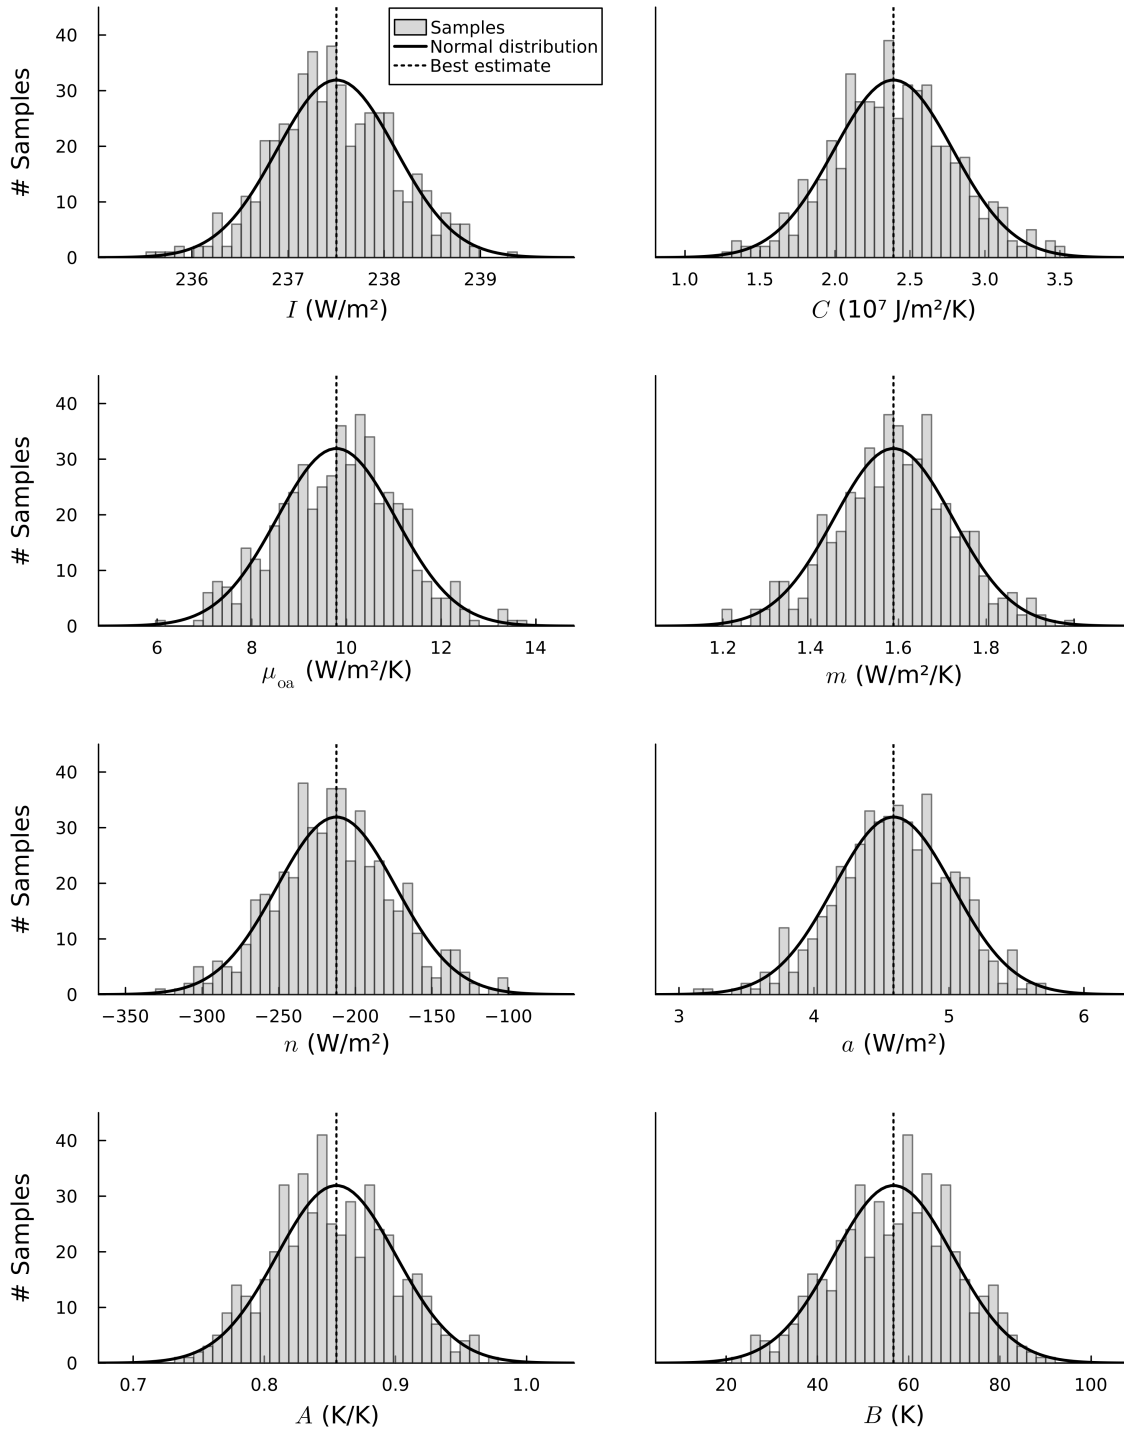 Samples
Normal distribution
Best estimate
# Samples
40
30
20
10
0
236 237 238 239
I (W/m²)
1.0 1.5 2.0 2.5 3.0 3.5
C (10⁷ J/m²/K)
# Samples
40
30
20
10
0
6 8 10 12 14
μoa (W/m²/K)
1.2 1.4 1.6 1.8 2.0
m (W/m²/K)
# Samples
40
30
20
10
0
−350 −300 −250 −200 −150 −100
n (W/m²)
3 4 5 6
a (W/m²)
# Samples
40
30
20
10
0
0.7 0.8 0.9 1.0
A (K/K)
20 40 60 80 100
B (K)